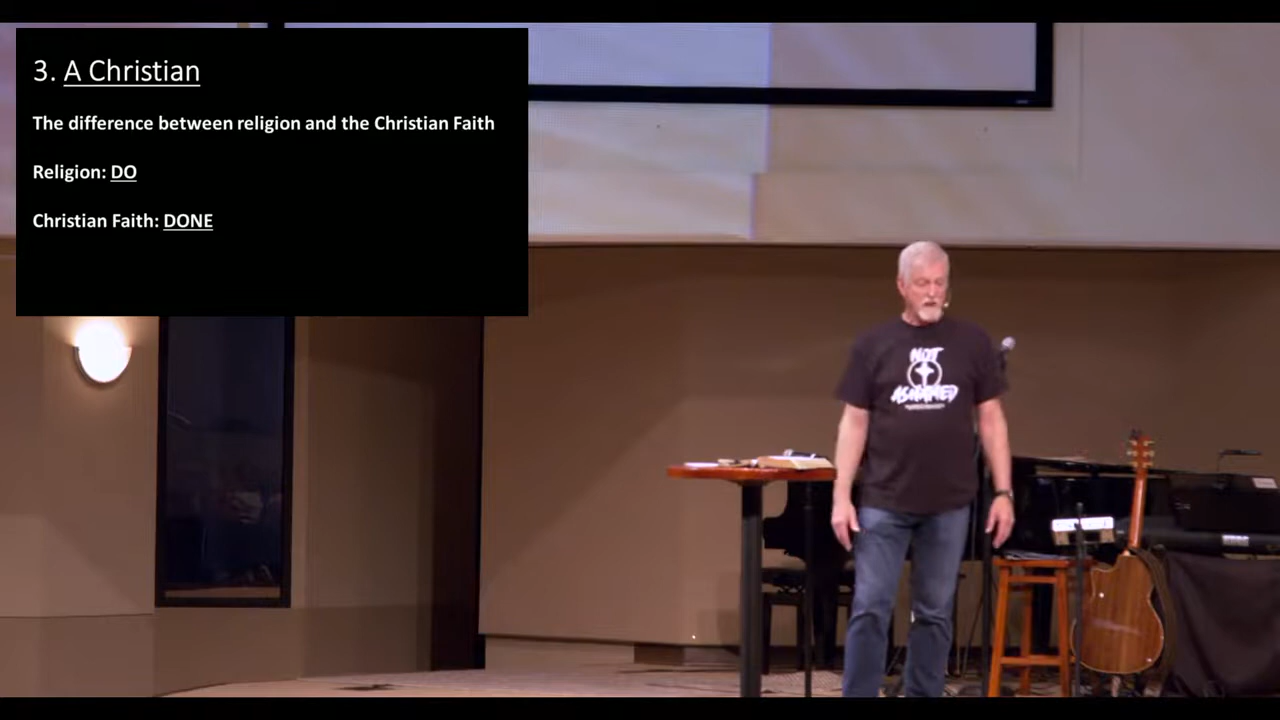 3. A Christian
The difference between religion and the Christian Faith
Religion: DO
Christian Faith: DONE
NOT
ASHAMED